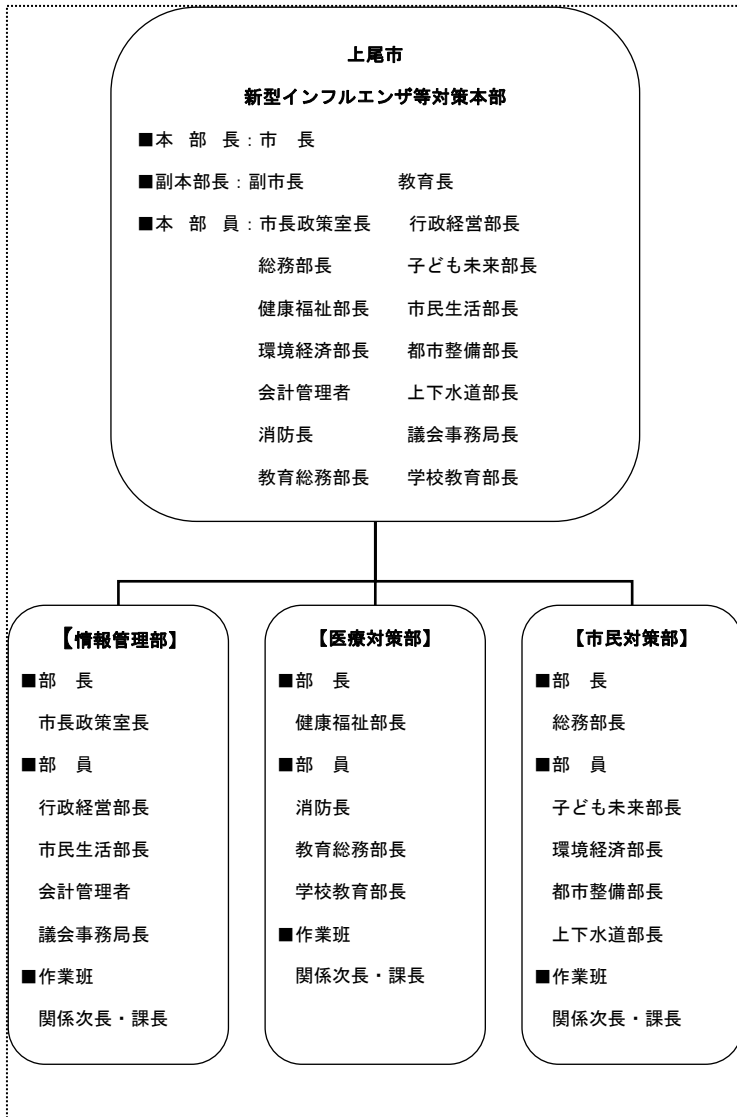 上尾市
新型インフルエンザ等対策本部
■本　部　長：市　長
■副本部長：副市長　　　　教育長
■本　部　員：市長政策室長　　行政経営部長
総務部長　　子ども未来部長
健康福祉部長　　市民生活部長
環境経済部長　　都市整備部長
会計管理者　　上下水道部長
消防長　　議会事務局長
教育総務部長　　学校教育部長
【情報管理部】
■部　長
市長政策室長
■部　員
行政経営部長
市民生活部長
会計管理者
議会事務局長
■作業班
関係次長・課長
【医療対策部】
■部　長
健康福祉部長
■部　員
消防長
教育総務部長
学校教育部長
■作業班
関係次長・課長
【市民対策部】
■部　長
総務部長
■部　員
子ども未来部長
環境経済部長
都市整備部長
上下水道部長
■作業班
関係次長・課長